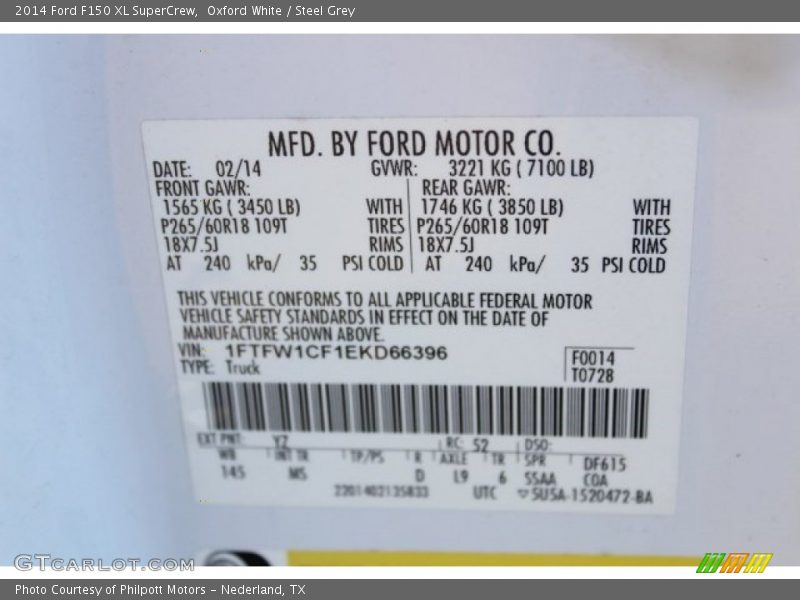 2014 Ford F150 XL SuperCrew, Oxford White / Steel Grey
MFD. BY FORD MOTOR CO.
DATE: 02/14 GVWR: 3221 KG ( 7100 LB)
FRONT GAWR: REAR GAWR:
1565 KG ( 3450 LB) WITH 1746 KG ( 3850 LB) WITH
P265/60R18 109T TIRES P265/60R18 109T TIRES
18X7.5J RIMS 18X7.5J RIMS
AT 240 kPa/ 35 PSI COLD AT 240 kPa/ 35 PSI COLD
THIS VEHICLE CONFORMS TO ALL APPLICABLE FEDERAL MOTOR
VEHICLE SAFETY STANDARDS IN EFFECT ON THE DATE OF
MANUFACTURE SHOWN ABOVE.
VIN: 1FTFW1CF1EKD66396 F0014
TYPE: Truck T0728
EXT PNT: YZ RC: 52 DSO:
WB INT TR TP/PS R AXLE TR SPR DF615
145 MS D L9 6 5SAA COA
2201402135833 UTC ▽5U5A-1520472-BA
GTCARLOT.COM
Photo Courtesy of Philpott Motors - Nederland, TX